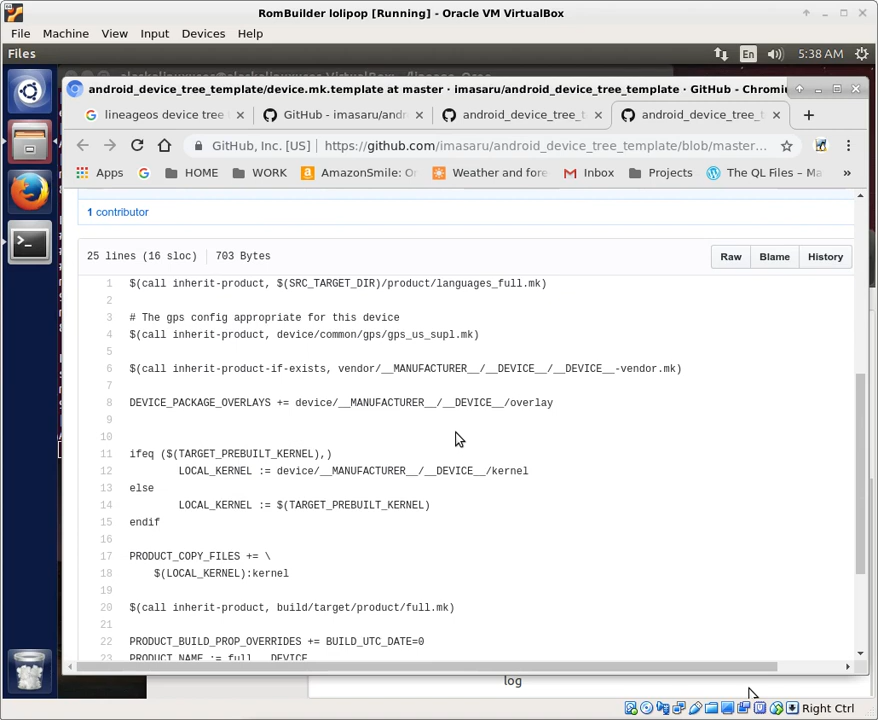 RomBuilder lolipop [Running] - Oracle VM VirtualBox
File Machine View Input Devices Help
Files En 5:38 AM
android_device_tree_template/device.mk.template at master · imasaru/android_device_tree_template · GitHub - Chromi
lineageos device tree GitHub - imasaru/andr android_device_tree_t android_device_tree_t
GitHub, Inc. [US] https://github.com/imasaru/android_device_tree_template/blob/master...
Apps HOME WORK AmazonSmile: O Weather and fore Inbox Projects The QL Files – Ma »
1 contributor
25 lines (16 sloc) 703 Bytes Raw Blame History
1 $(call inherit-product, $(SRC_TARGET_DIR)/product/languages_full.mk)
2
3 # The gps config appropriate for this device
4 $(call inherit-product, device/common/gps/gps_us_supl.mk)
5
6 $(call inherit-product-if-exists, vendor/__MANUFACTURER__/__DEVICE__/__DEVICE__-vendor.mk)
7
8 DEVICE_PACKAGE_OVERLAYS += device/__MANUFACTURER__/__DEVICE__/overlay
9
10
11 ifeq ($(TARGET_PREBUILT_KERNEL),)
12 LOCAL_KERNEL := device/__MANUFACTURER__/__DEVICE__/kernel
13 else
14 LOCAL_KERNEL := $(TARGET_PREBUILT_KERNEL)
15 endif
16
17 PRODUCT_COPY_FILES += \
18 $(LOCAL_KERNEL):kernel
19
20 $(call inherit-product, build/target/product/full.mk)
21
22 PRODUCT_BUILD_PROP_OVERRIDES += BUILD_UTC_DATE=0
23 PRODUCT_NAME := full__DEVICE__
log
Right Ctrl